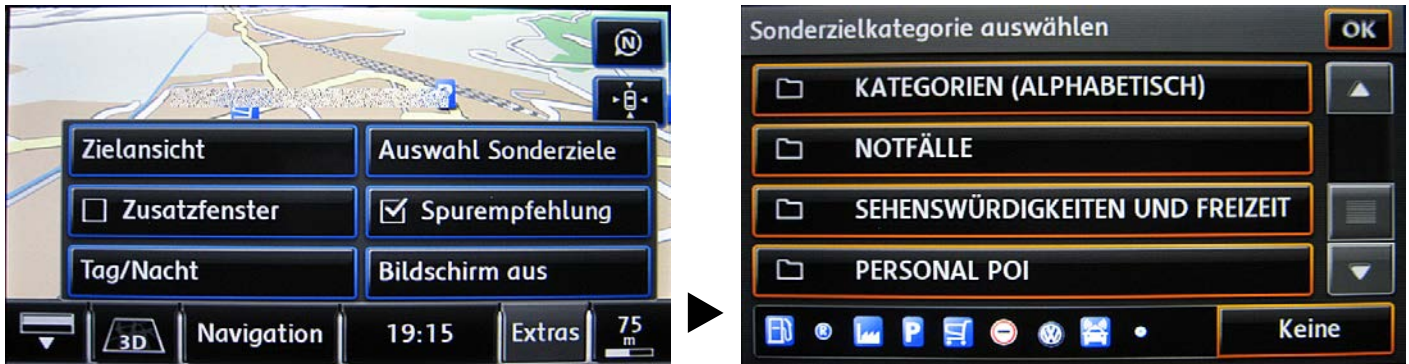 N
Zielansicht
Auswahl Sonderziele
Zusatzfenster
Spurempfehlung
Tag/Nacht
Bildschirm aus
3D
Navigation
19:15
Extras
75
m
Sonderzielkategorie auswählen
OK
KATEGORIEN (ALPHABETISCH)
NOTFÄLLE
SEHENSWÜRDIGKEITEN UND FREIZEIT
PERSONAL POI
® P
Keine